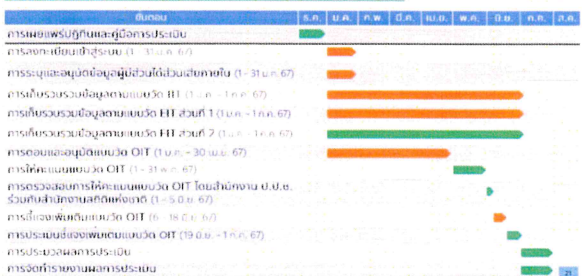 ขั้นตอน ธ.ค. ม.ค. ก.พ. มี.ค. เม.ย. พ.ค. มิ.ย. ก.ค. ส.ค.
การเผยแพร่ปฏิทินและคู่มือการประเมิน
การลงทะเบียนเข้าสู่ระบบ (1 - 31 ม.ค. 67)
การระบุและอนุมัติข้อมูลผู้มีส่วนได้ส่วนเสียภายใน (1 - 31 ม.ค. 67)
การเก็บรวบรวมข้อมูลตามแบบวัด IIT (1 ม.ค. - 1 ก.ค. 67)
การเก็บรวบรวมข้อมูลตามแบบวัด EIT ส่วนที่ 1 (1 ม.ค. - 1 ก.ค. 67)
การเก็บรวบรวมข้อมูลตามแบบวัด EIT ส่วนที่ 2 (1 ม.ค. - 1 ก.ค. 67)
การตอบและอนุมัติแบบวัด OIT (1 ม.ค. - 30 เม.ย. 67)
การให้คะแนนแบบวัด OIT (1 - 31 พ.ค. 67)
การตรวจสอบการให้คะแนนแบบวัด OIT โดยสำนักงาน ป.ป.ช.
ร่วมกับสำนักงานสถิติแห่งชาติ (1 - 5 มิ.ย. 67)
การชี้แจงเพิ่มเติมแบบวัด OIT (6 - 18 มิ.ย. 67)
การประเมินชี้แจงเพิ่มเติมแบบวัด OIT (19 มิ.ย. - 1 ก.ค. 67)
การประมวลผลการประเมิน
การจัดทำรายงานผลการประเมิน
21